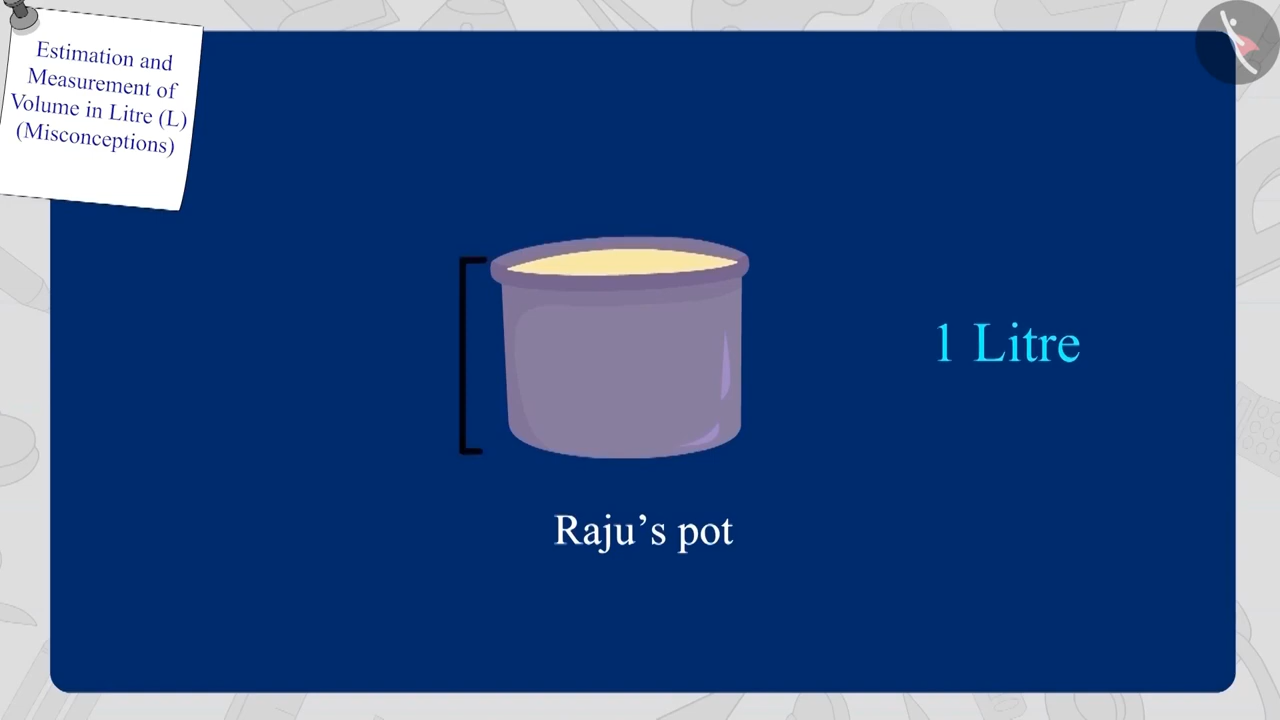 Estimation and
Measurement of
Volume in Litre (L)
(Misconceptions)
1 Litre
Raju’s pot